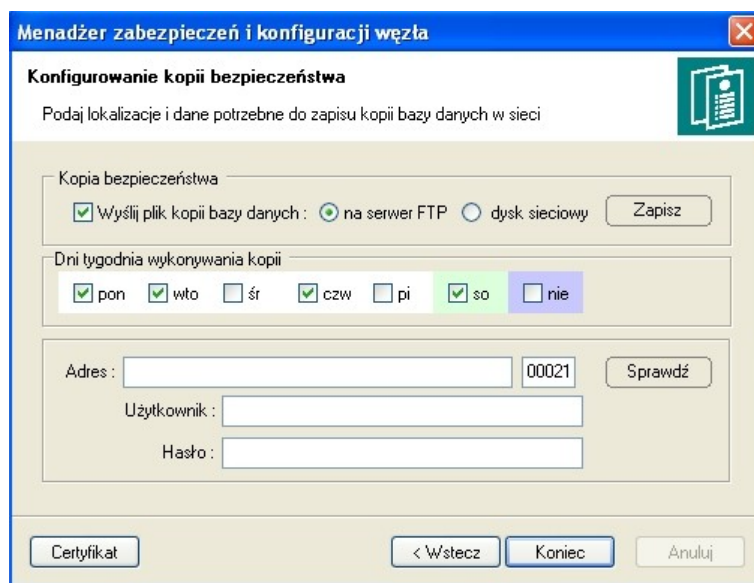 Menadżer zabezpieczeń i konfiguracji węzła
Konfigurowanie kopii bezpieczeństwa
Podaj lokalizacje i dane potrzebne do zapisu kopii bazy danych w sieci
Kopia bezpieczeństwa
Wyślij plik kopii bazy danych : na serwer FTP dysk sieciowy Zapisz
Dni tygodnia wykonywania kopii
pon wto śr czw pi so nie
Adres : 00021 Sprawdź
Użytkownik :
Hasło :
Certyfikat < Wstecz Koniec Anuluj